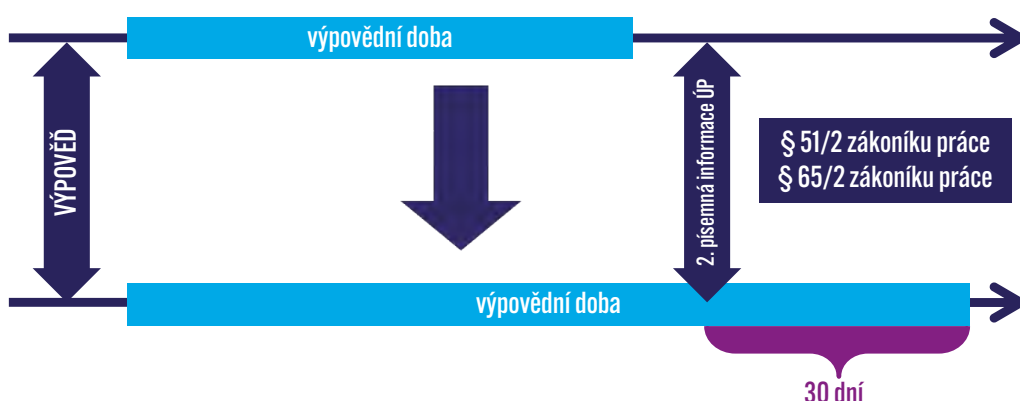 výpovědní doba
VÝPOVĚĎ
2. písemná informace ÚP
§ 51/2 zákoníku práce
§ 65/2 zákoníku práce
výpovědní doba
30 dní